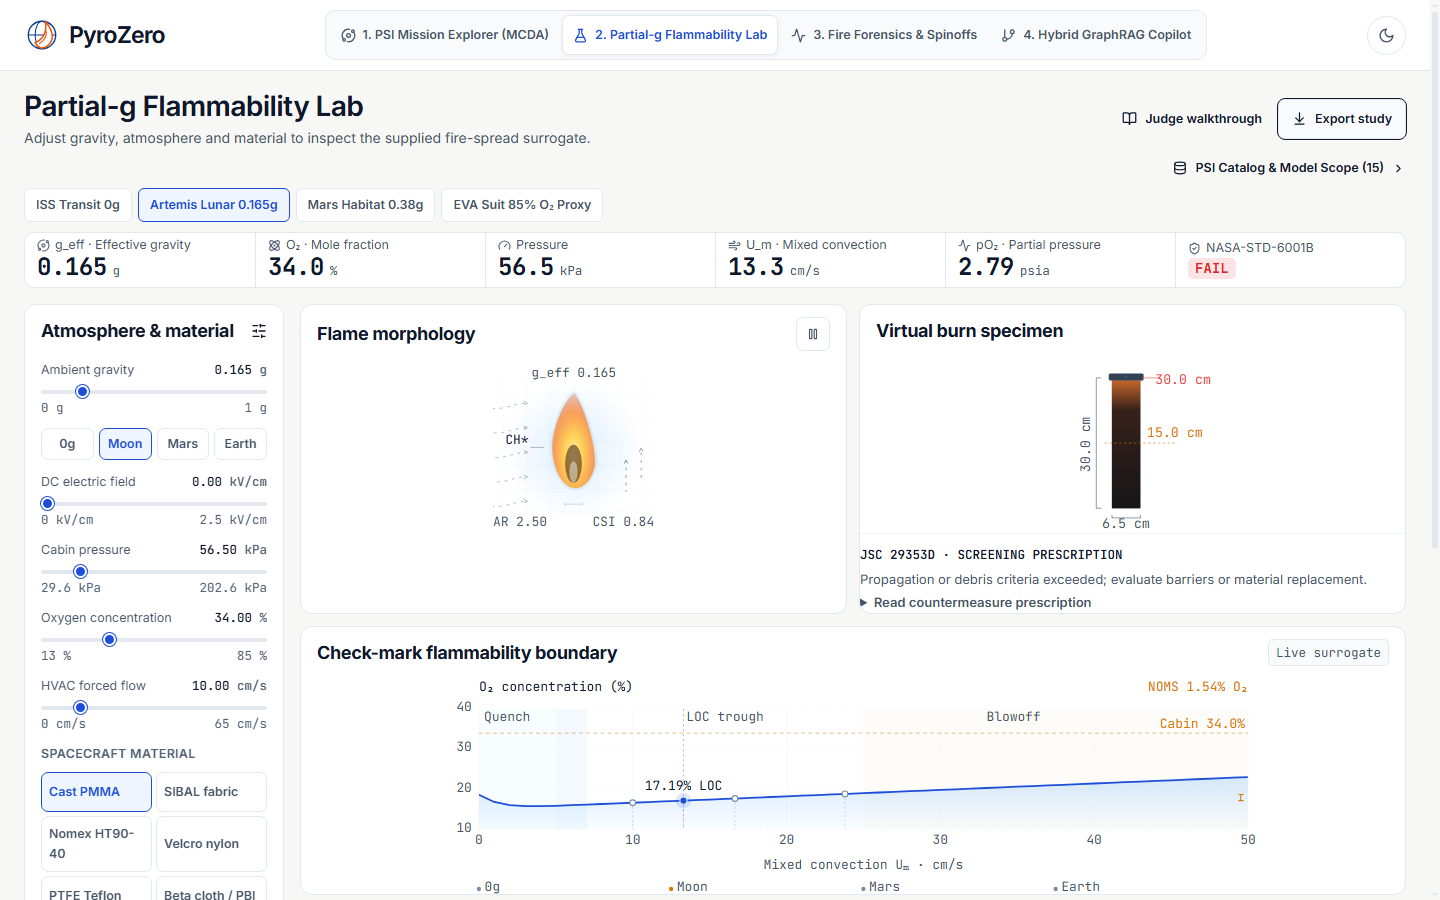 PyroZero
1. PSI Mission Explorer (MCDA)
2. Partial-g Flammability Lab
3. Fire Forensics & Spinoffs
4. Hybrid GraphRAG Copilot
Partial-g Flammability Lab
Adjust gravity, atmosphere and material to inspect the supplied fire-spread surrogate.
Judge walkthrough
Export study
PSI Catalog & Model Scope (15)
ISS Transit 0g
Artemis Lunar 0.165g
Mars Habitat 0.38g
EVA Suit 85% O₂ Proxy
g_eff · Effective gravity
0.165 g
O₂ · Mole fraction
34.0 %
Pressure
56.5 kPa
U_m · Mixed convection
13.3 cm/s
pO₂ · Partial pressure
2.79 psia
NASA-STD-6001B
FAIL
Atmosphere & material
Ambient gravity 0.165 g
0 g 1 g
0g Moon Mars Earth
DC electric field 0.00 kV/cm
0 kV/cm 2.5 kV/cm
Cabin pressure 56.50 kPa
29.6 kPa 202.6 kPa
Oxygen concentration 34.00 %
13 % 85 %
HVAC forced flow 10.00 cm/s
0 cm/s 65 cm/s
SPACECRAFT MATERIAL
Cast PMMA
SIBAL fabric
Nomex HT90-
40
Velcro nylon
PTFE Teflon
Beta cloth / PBI
Flame morphology
g_eff 0.165
CH*
AR 2.50 CSI 0.84
Virtual burn specimen
30.0 cm
15.0 cm
30.0 cm
6.5 cm
JSC 29353D · SCREENING PRESCRIPTION
Propagation or debris criteria exceeded; evaluate barriers or material replacement.
Read countermeasure prescription
Check-mark flammability boundary
Live surrogate
O₂ concentration (%)
NOMS 1.54% O₂
40
Quench
LOC trough
Blowoff
Cabin 34.0%
30
17.19% LOC
20
I
10
0 10 20 30 40 50
Mixed convection Uₘ · cm/s
0g Moon Mars Earth